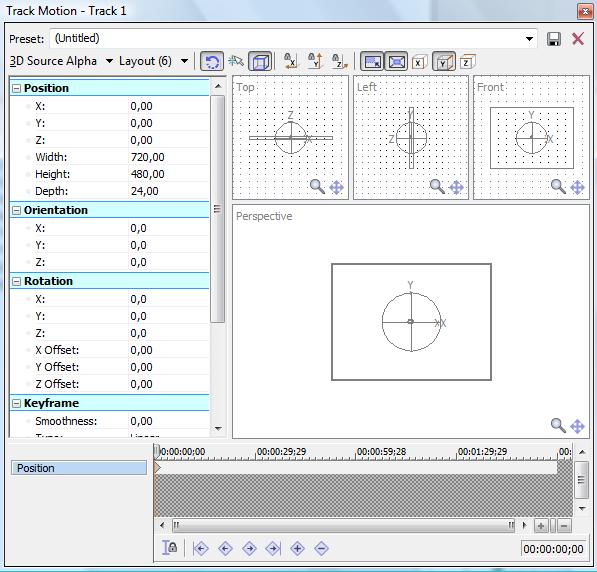 Track Motion - Track 1
Preset: (Untitled)
3D Source Alpha Layout (6) X Y Z X Y Z
Position
X: 0,00
Y: 0,00
Z: 0,00
Width: 720,00
Height: 480,00
Depth: 24,00
Orientation
X: 0,0
Y: 0,0
Z: 0,0
Rotation
X: 0,0
Y: 0,0
Z: 0,0
X Offset: 0,00
Y Offset: 0,00
Z Offset: 0,00
Keyframe
Smoothness: 0,00
Type: Linear
Top
Z
X
Left
Y
Z
Front
Y
X
Perspective
Y
XX
00:00:00;00 00:00:29;29 00:00:59;28 00:01:29;29 00:
Position
00:00:00;00